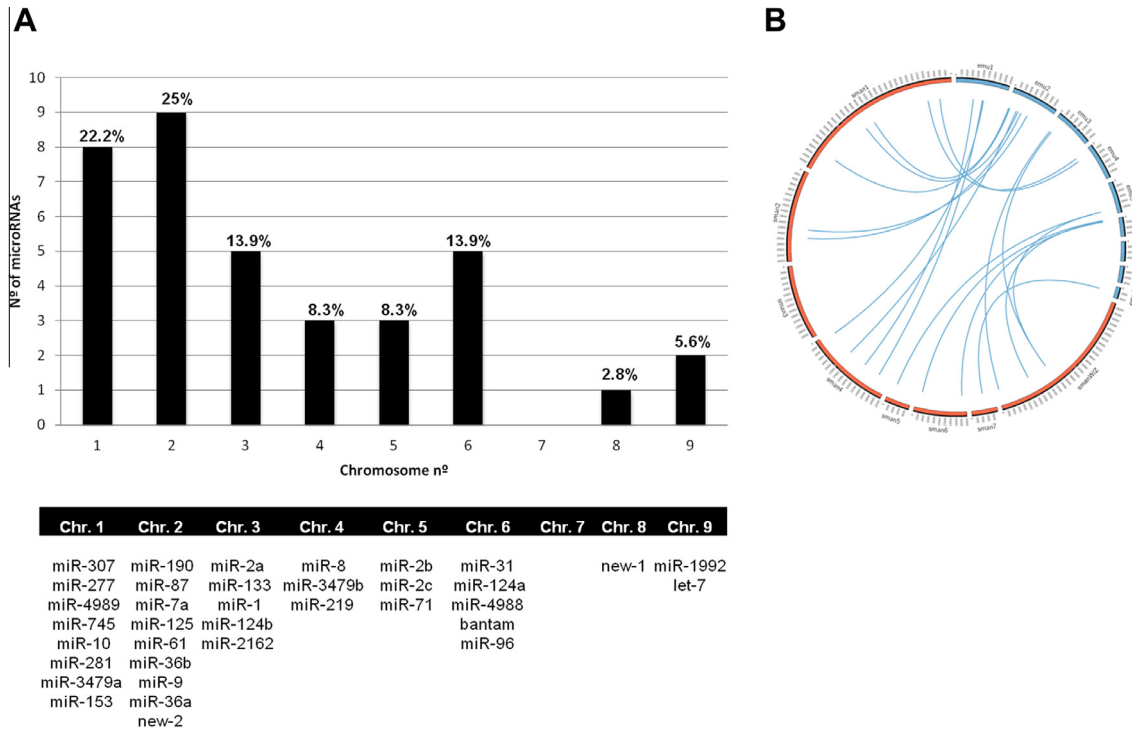 A
B
Nº of microRNAs
10
9
8
7
6
5
4
3
2
1
0
22.2%
25%
13.9%
8.3%
8.3%
13.9%
2.8%
5.6%
1 2 3 4 5 6 7 8 9
Chromosome nº
Chr. 1 Chr. 2 Chr. 3 Chr. 4 Chr. 5 Chr. 6 Chr. 7 Chr. 8 Chr. 9
miR-307 miR-190 miR-2a miR-8 miR-2b miR-31 new-1 miR-1992
miR-277 miR-87 miR-133 miR-3479b miR-2c miR-124a let-7
miR-4989 miR-7a miR-1 miR-219 miR-71 miR-4988
miR-745 miR-125 miR-124b bantam
miR-10 miR-61 miR-2162 miR-96
miR-281 miR-36b
miR-3479a miR-9
miR-153 miR-36a
new-2
emu1
emu2
emu3
emu4
smanZW
sman7
sman6
sman5
sman4
sman3
sman2
sman1